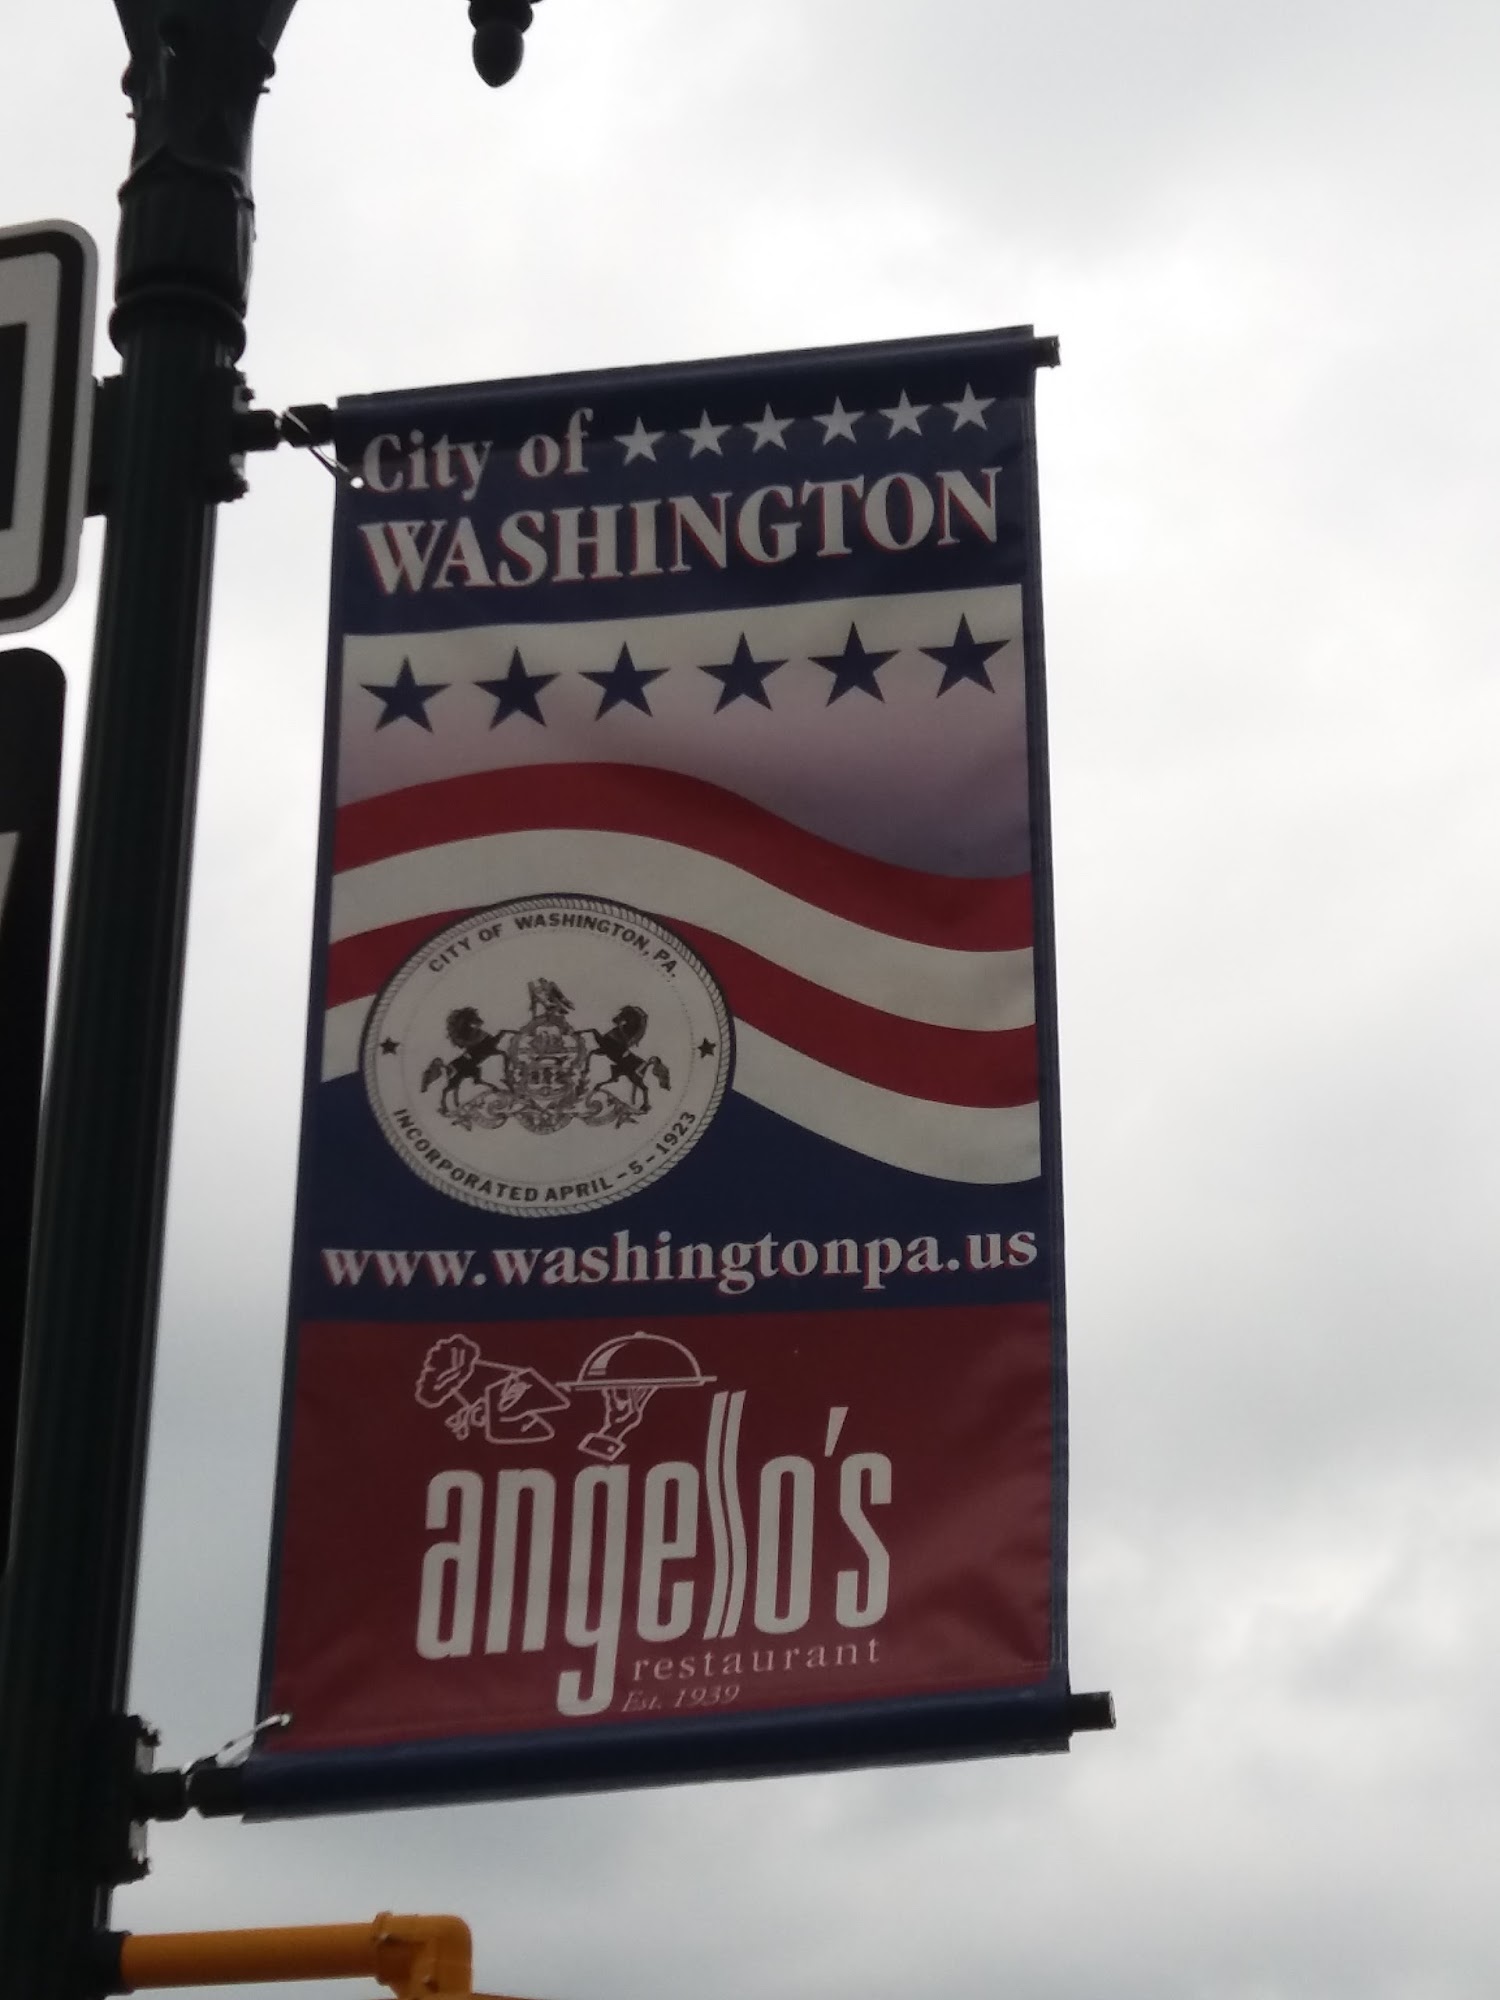 City of
WASHINGTON
CITY OF WASHINGTON, PA.
INCORPORATED APRIL - 5 - 1923
www.washingtonpa.us
angello's
restaurant
Est. 1939